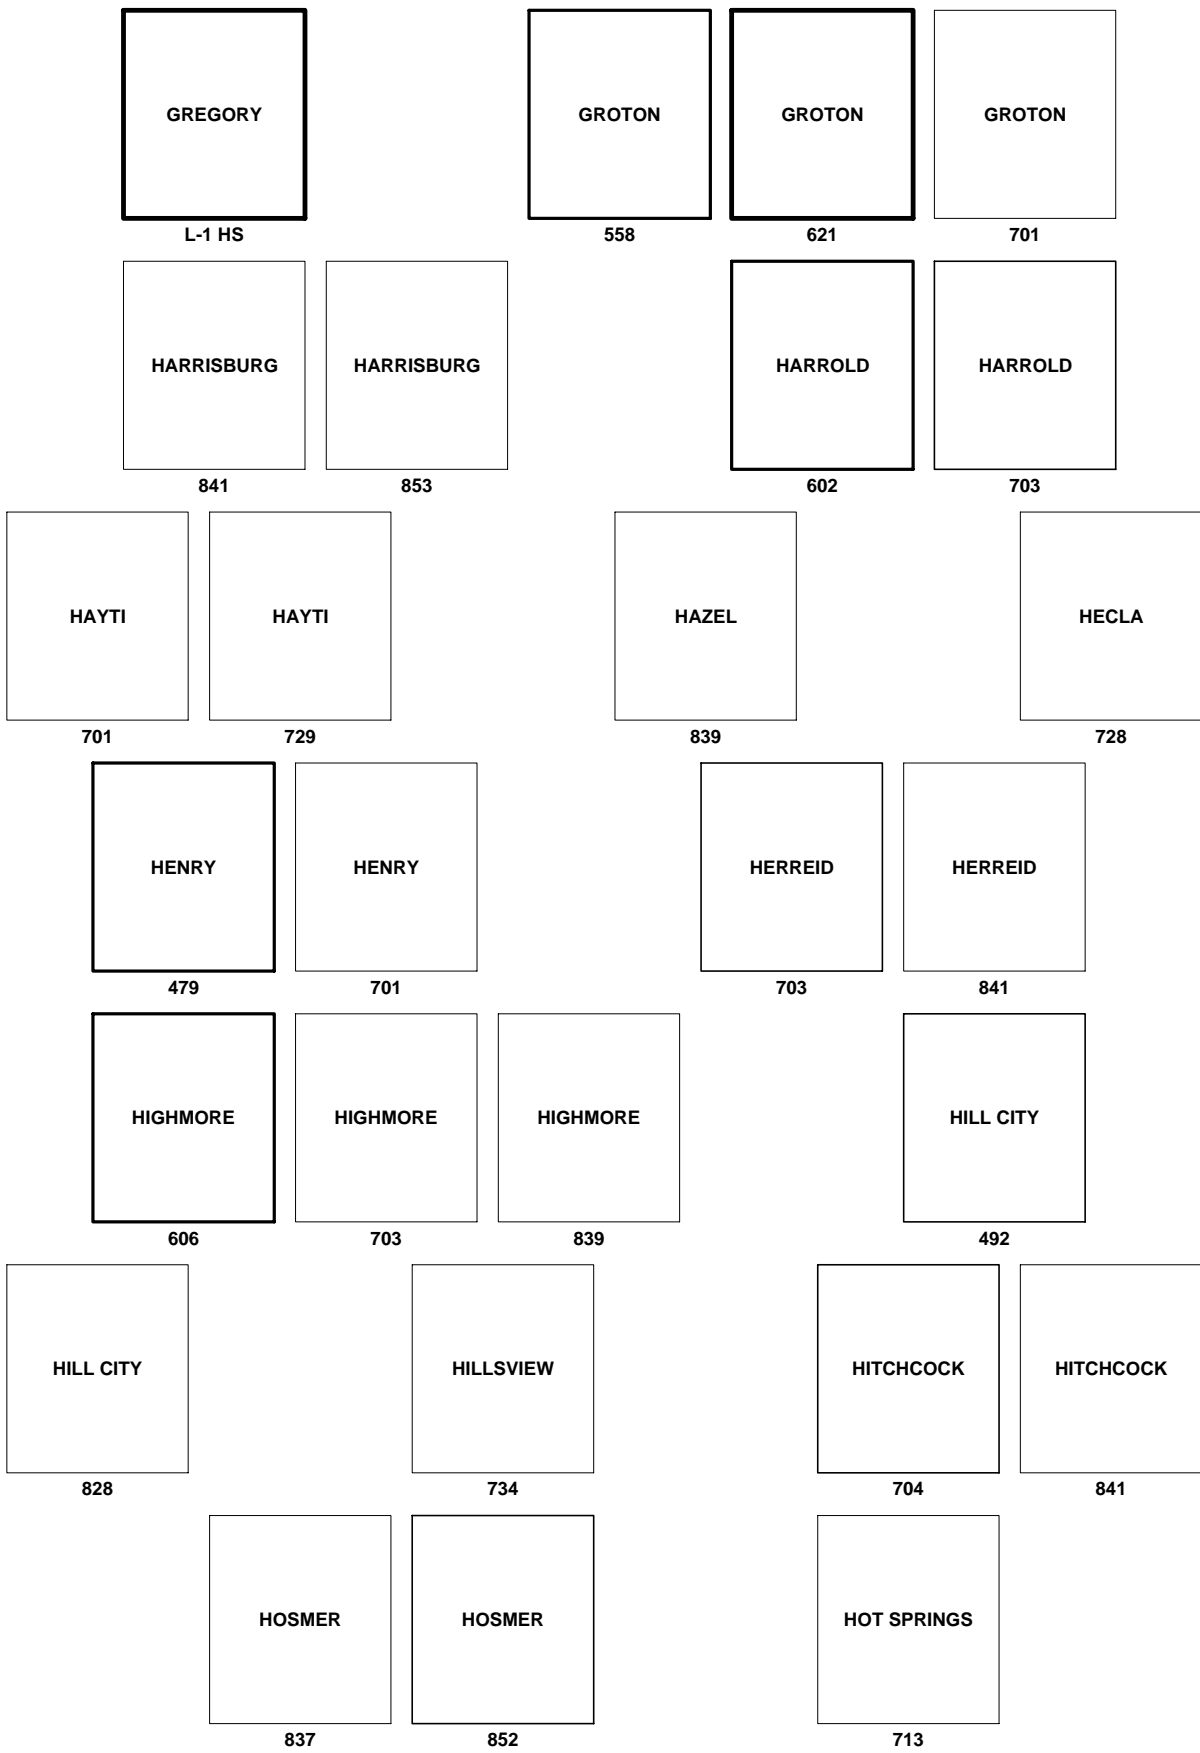 GREGORY GROTON GROTON GROTON
L-1 HS 558 621 701
HARRISBURG HARRISBURG HARROLD HARROLD
841 853 602 703
HAYTI HAYTI HAZEL HECLA
701 729 839 728
HENRY HENRY HERREID HERREID
479 701 703 841
HIGHMORE HIGHMORE HIGHMORE HILL CITY
606 703 839 492
HILL CITY HILLSVIEW HITCHCOCK HITCHCOCK
828 734 704 841
HOSMER HOSMER HOT SPRINGS
837 852 713